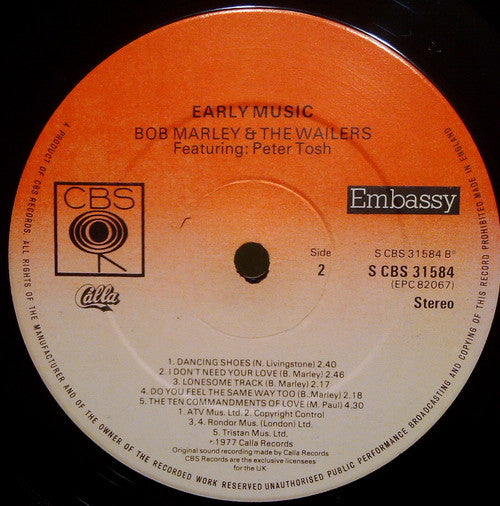 EARLY MUSIC
BOB MARLEY & THE WAILERS
Featuring: Peter Tosh
CBS
Embassy
Calla
Side
2
S CBS 31584 B°
S CBS 31584
(EPC 82067)
Stereo
1. DANCING SHOES (N. Livingstone) 2.40
2. I DON'T NEED YOUR LOVE (B. Marley) 2.46
3. LONESOME TRACK (B. Marley) 2.17
4. DO YOU FEEL THE SAME WAY TOO (B. Marley) 2.18
5. THE TEN COMMANDMENTS OF LOVE (M. Paul) 4.30
1. ATV Mus. Ltd. 2. Copyright Control
3, 4. Rondor Mus. (London) Ltd.
5. Tristan Mus. Ltd.
℗ 1977 Calla Records
Original sound recording made by Calla Records
CBS Records are the exclusive licensees
for the UK
A PRODUCT OF CBS RECORDS. ALL RIGHTS OF THE MANUFACTURER AND OF THE OWNER OF THE RECORDED WORK RESERVED UNAUTHORISED PUBLIC PERFORMANCE BROADCASTING AND COPYING OF THIS RECORD PROHIBITED MADE IN ENGLAND